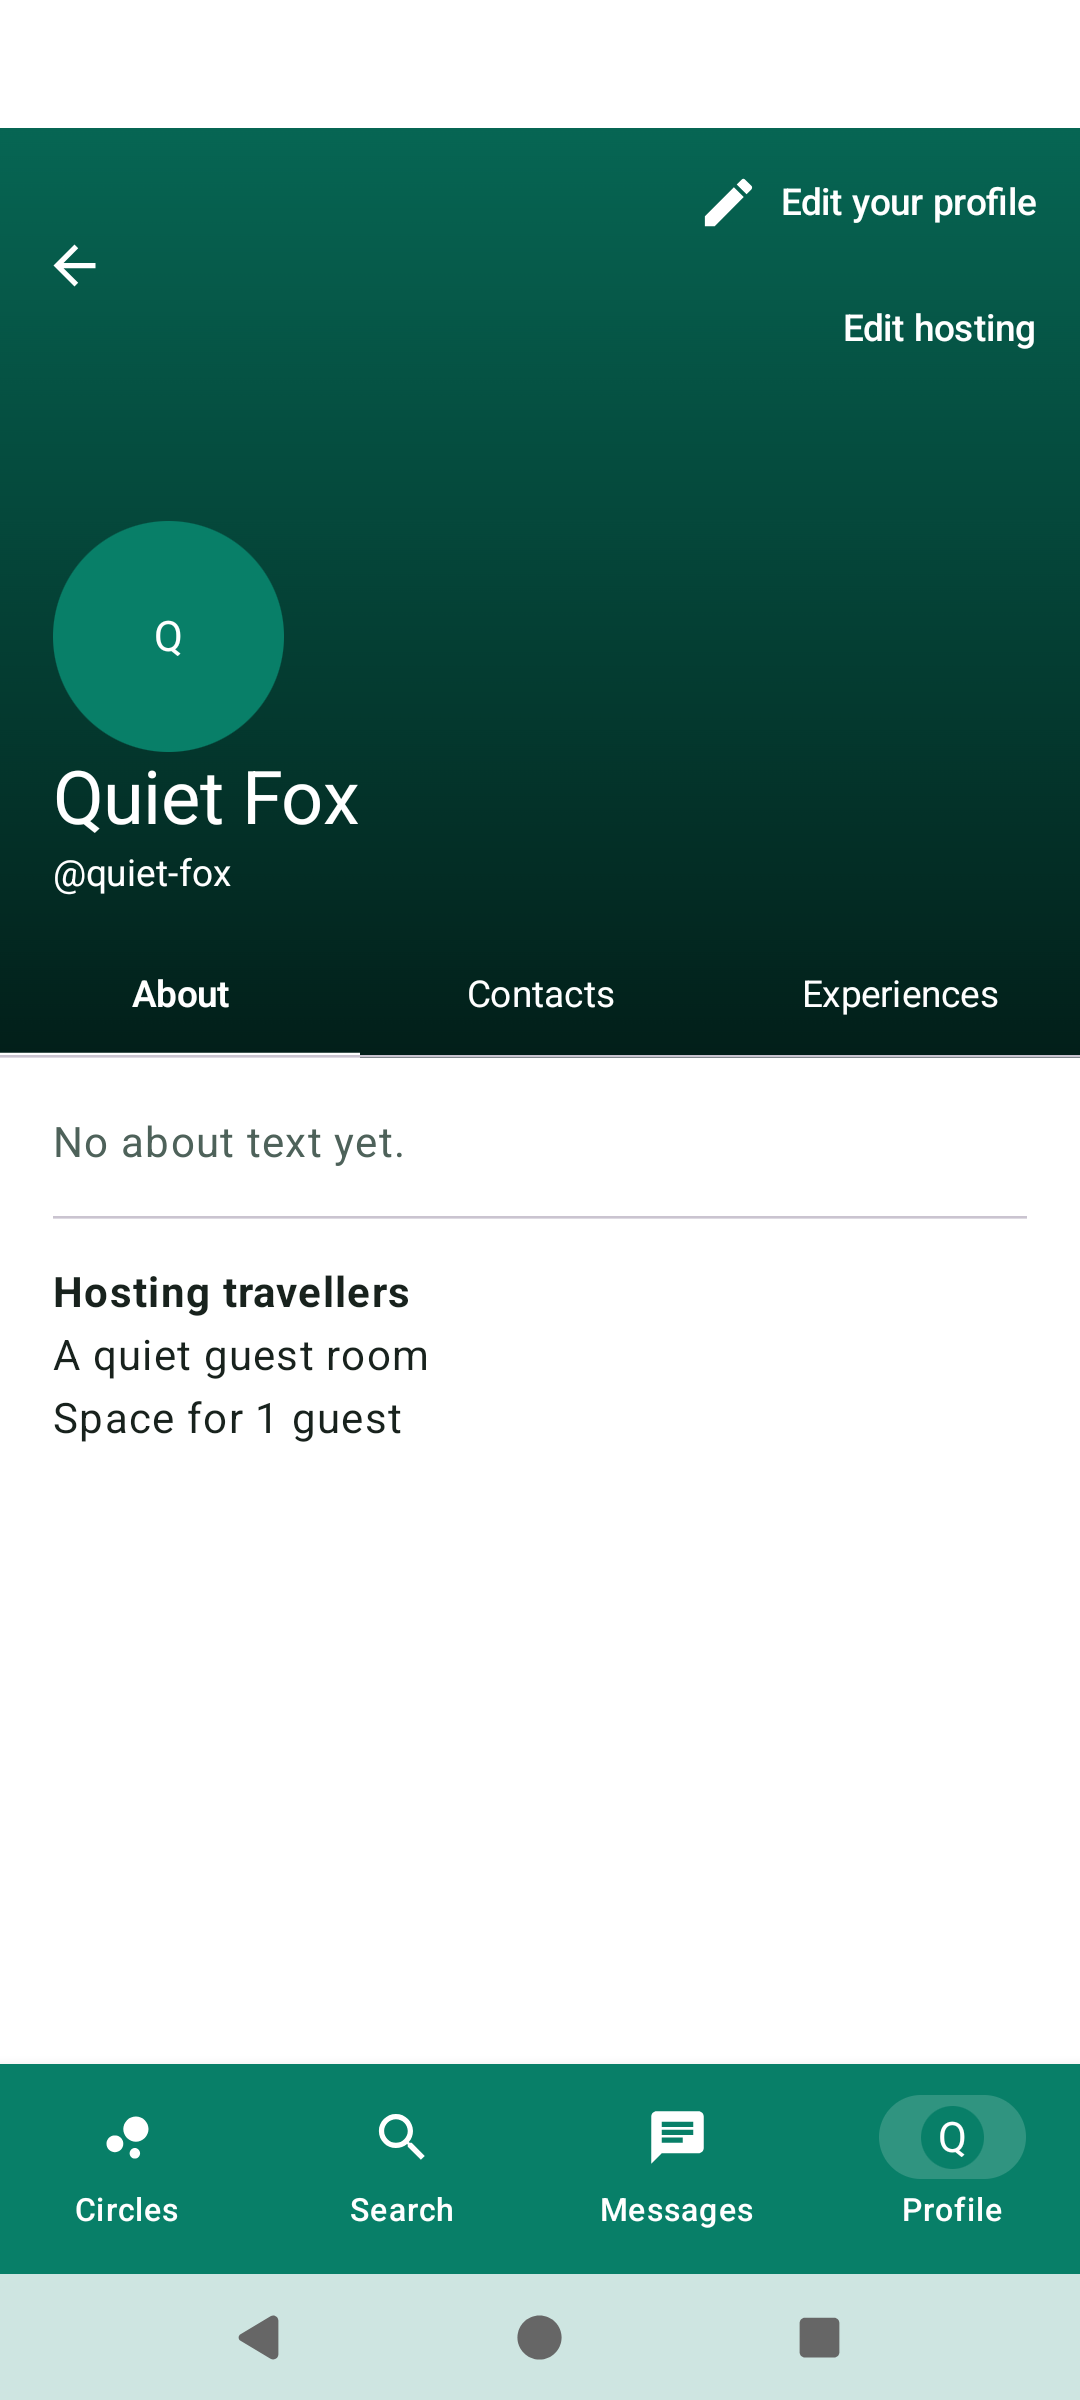 Edit your profile
Edit hosting
Q
Quiet Fox
@quiet-fox
About Contacts Experiences
No about text yet.
Hosting travellers
A quiet guest room
Space for 1 guest
Q
Circles Search Messages Profile